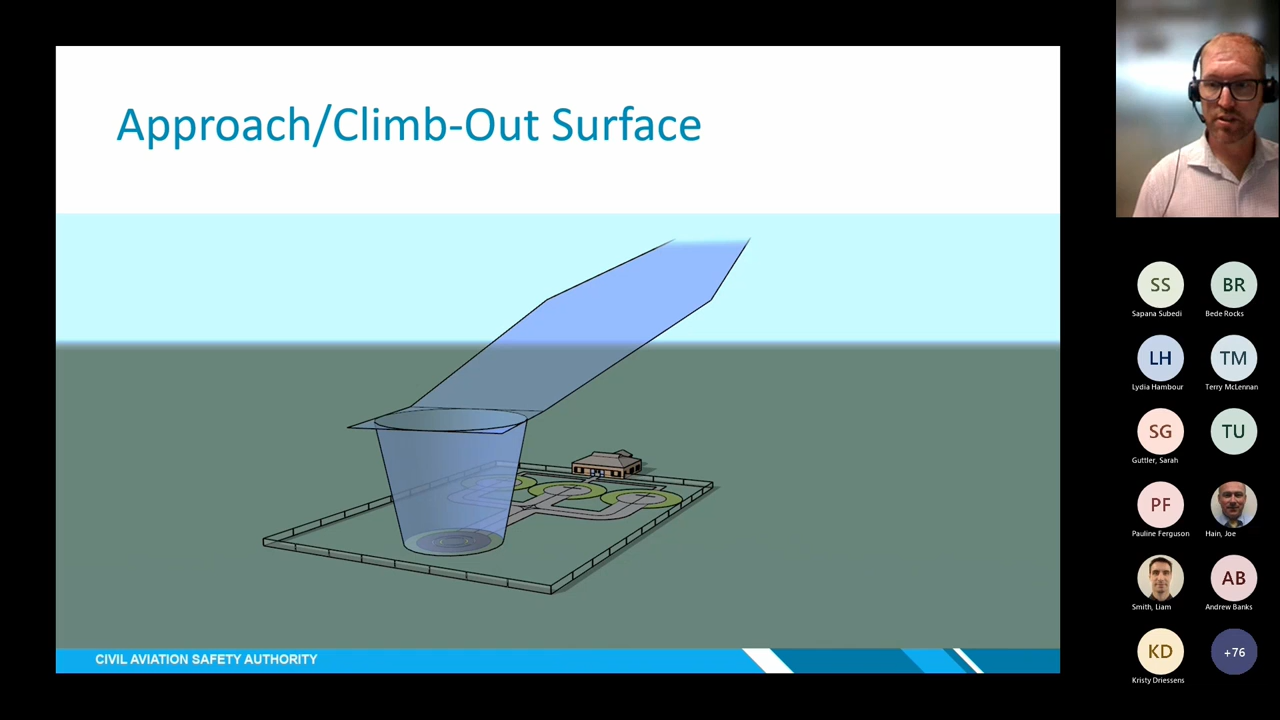 Approach/Climb-Out Surface
CIVIL AVIATION SAFETY AUTHORITY
SS
Sapana Subedi
BR
Bede Rocks
LH
Lydia Hambour
TM
Terry McLennan
SG
Guttler, Sarah
TU
PF
Pauline Ferguson
Hain, Joe
Smith, Liam
AB
Andrew Banks
KD
Kristy Driessens
+76